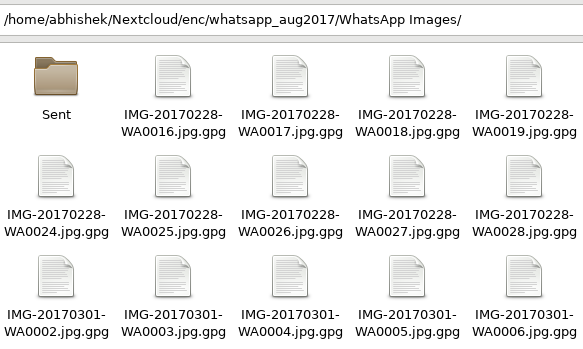 /home/abhishek/Nextcloud/enc/whatsapp_aug2017/WhatsApp Images/
Sent
IMG-20170228-
WA0016.jpg.gpg
IMG-20170228-
WA0017.jpg.gpg
IMG-20170228-
WA0018.jpg.gpg
IMG-20170228-
WA0019.jpg.gpg
IMG-20170228-
WA0024.jpg.gpg
IMG-20170228-
WA0025.jpg.gpg
IMG-20170228-
WA0026.jpg.gpg
IMG-20170228-
WA0027.jpg.gpg
IMG-20170228-
WA0028.jpg.gpg
IMG-20170301-
WA0002.jpg.gpg
IMG-20170301-
WA0003.jpg.gpg
IMG-20170301-
WA0004.jpg.gpg
IMG-20170301-
WA0005.jpg.gpg
IMG-20170301-
WA0006.jpg.gpg